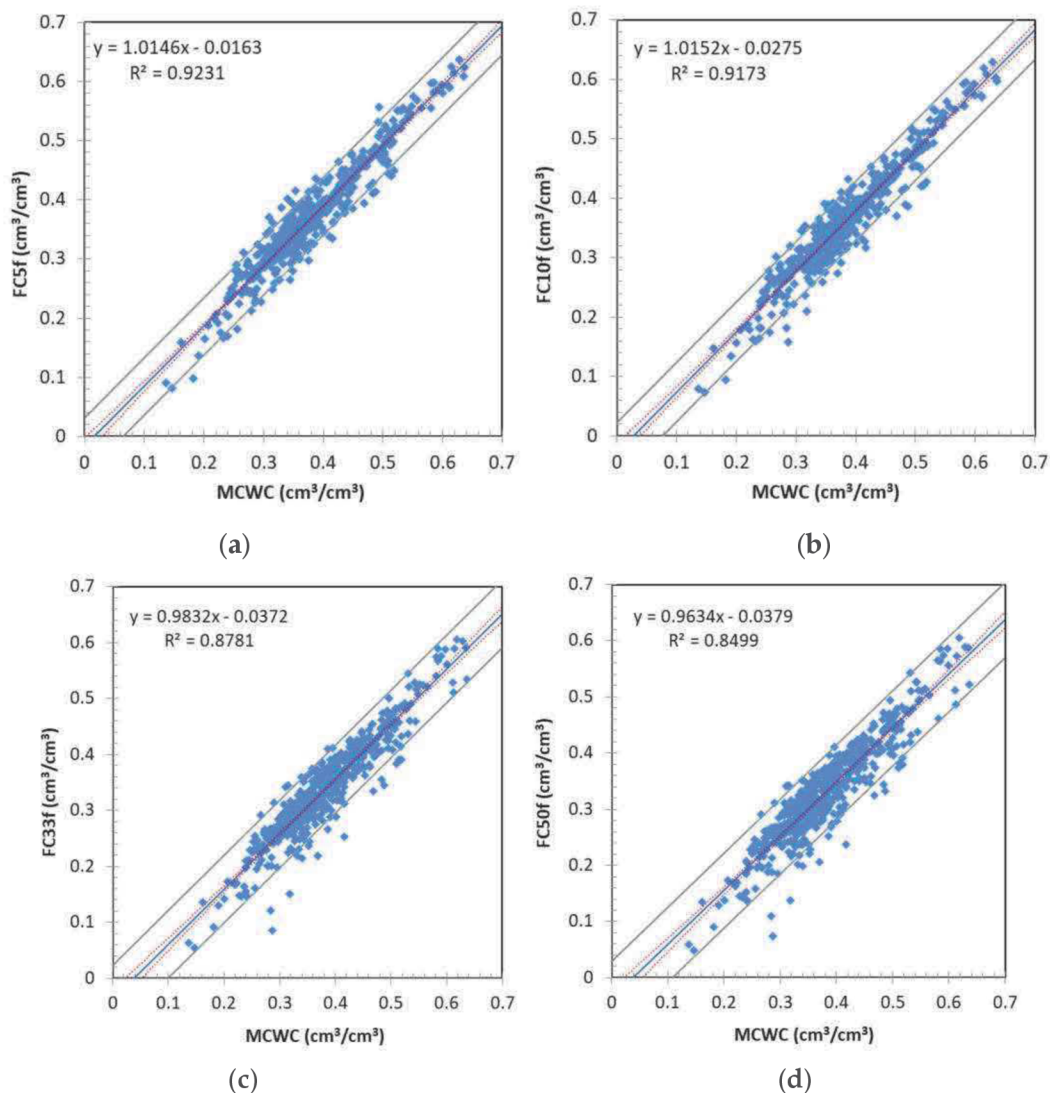 0.7
y = 1.0146x - 0.0163
R² = 0.9231
0.6
0.5
0.4
0.3
0.2
0.1
0
FC5f (cm³/cm³)
0 0.1 0.2 0.3 0.4 0.5 0.6 0.7
MCWC (cm³/cm³)
(a)
0.7
y = 1.0152x - 0.0275
R² = 0.9173
0.6
0.5
0.4
0.3
0.2
0.1
0
FC10f (cm³/cm³)
0 0.1 0.2 0.3 0.4 0.5 0.6 0.7
MCWC (cm³/cm³)
(b)
0.7
y = 0.9832x - 0.0372
R² = 0.8781
0.6
0.5
0.4
0.3
0.2
0.1
0
FC33f (cm³/cm³)
0 0.1 0.2 0.3 0.4 0.5 0.6 0.7
MCWC (cm³/cm³)
(c)
0.7
y = 0.9634x - 0.0379
R² = 0.8499
0.6
0.5
0.4
0.3
0.2
0.1
0
FC50f (cm³/cm³)
0 0.1 0.2 0.3 0.4 0.5 0.6 0.7
MCWC (cm³/cm³)
(d)